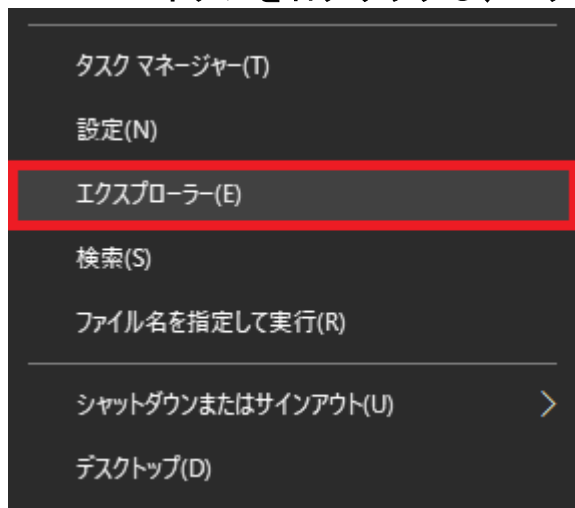 タスク マネージャー(T)
設定(N)
エクスプローラー(E)
検索(S)
ファイル名を指定して実行(R)
シャットダウンまたはサインアウト(U)
デスクトップ(D)